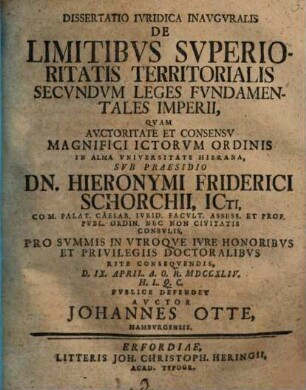 DISSERTATIO IVRIDICA INAVGVRALIS
DE
LIMITIBVS SVPERIO-
RITATIS TERRITORIALIS
SECVNDVM LEGES FVNDAMEN-
TALES IMPERII,
QVAM
AVCTORITATE ET CONSENSV
MAGNIFICI ICTORVM ORDINIS
IN ALMA VNIVERSITATE HIERANA,
SVB PRAESIDIO
DN. HIERONYMI FRIDERICI
SCHORCHII, ICTI,
COM. PALAT. CAESAR. IVRID. FACVLT. ASSESS. ET PROF.
PVBL. ORDIN. NEC NON CIVITATIS
CONSVLIS,
PRO SVMMIS IN VTROQVE IVRE HONORIBVS
ET PRIVILEGIIS DOCTORALIBVS
RITE CONSEQVENDIS,
D. IX. APRIL. A. O. R. MDCCXLIV.
H. L. Q. C.
PVBLICE DEFENDET
AVCTOR
JOHANNES OTTE,
HAMBVRGENSIS.
ERFORDIAE,
LITTERIS JOH. CHRISTOPH. HERINGII,
ACAD. TYPOGR.